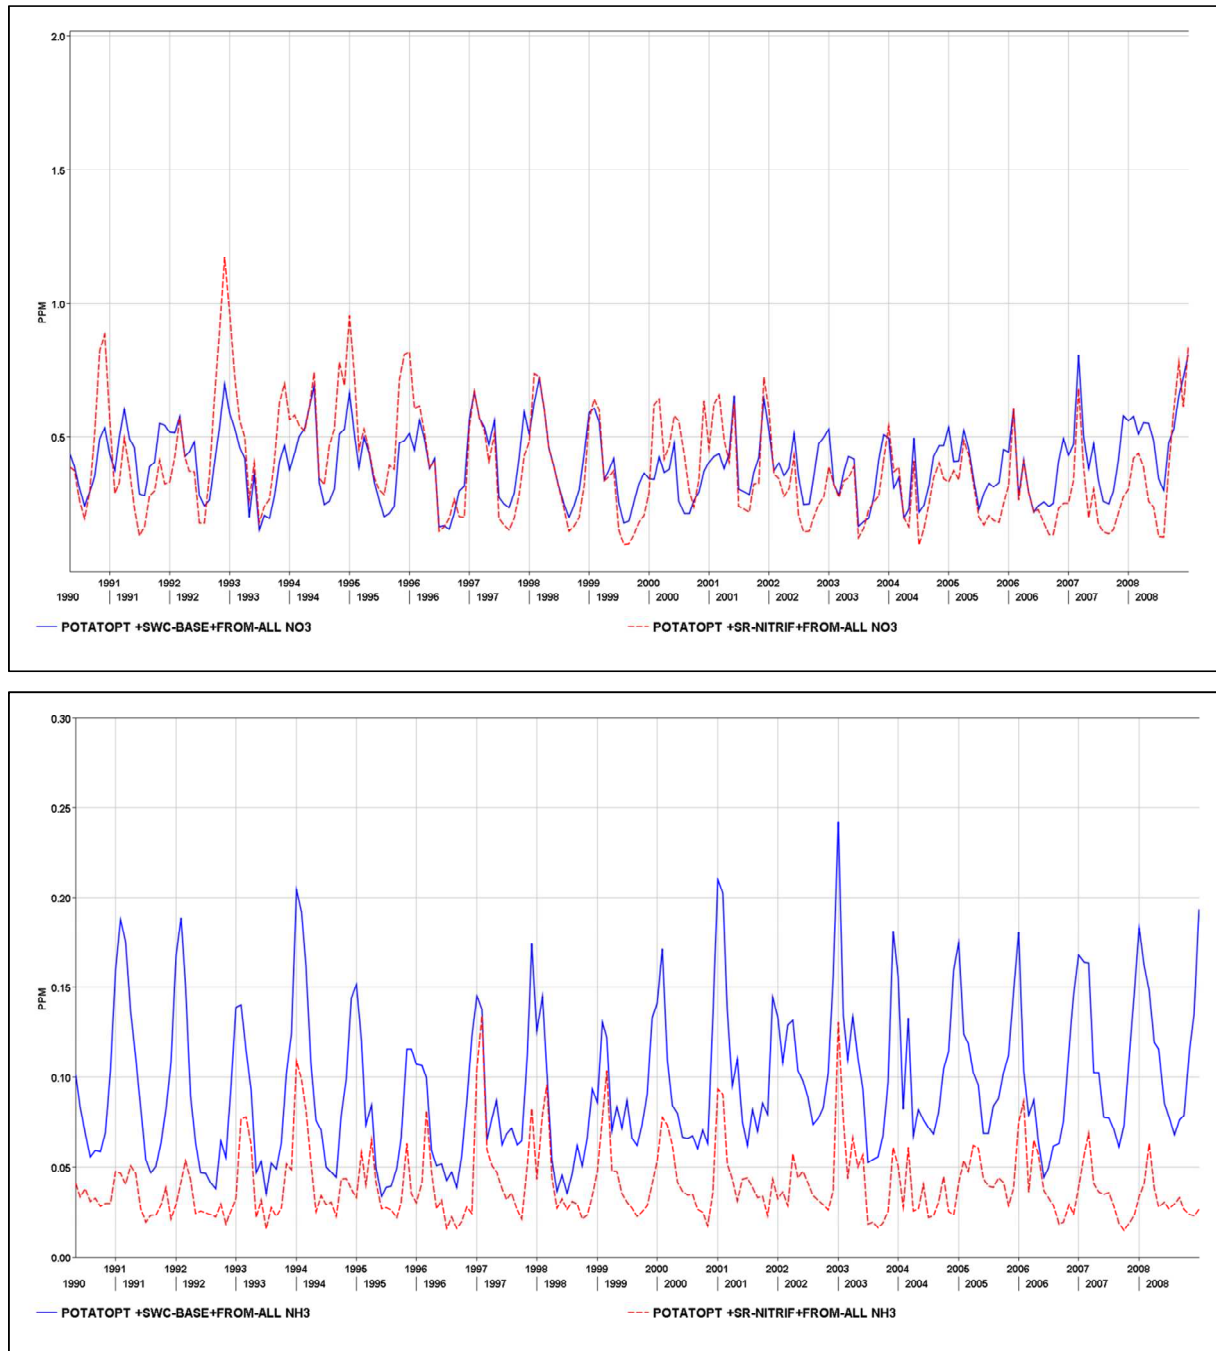 2.0
1.5
PPM
1.0
0.5
1991 1992 1993 1994 1995 1996 1997 1998 1999 2000 2001 2002 2003 2004 2005 2006 2007 2008
1990 | 1991 | 1992 | 1993 | 1994 | 1995 | 1996 | 1997 | 1998 | 1999 | 2000 | 2001 | 2002 | 2003 | 2004 | 2005 | 2006 | 2007 | 2008
POTATOPT +SWC-BASE+FROM-ALL NO3 POTATOPT +SR-NITRIF+FROM-ALL NO3
0.30
0.25
0.20
PPM
0.15
0.10
0.05
0.00
1991 1992 1993 1994 1995 1996 1997 1998 1999 2000 2001 2002 2003 2004 2005 2006 2007 2008
1990 | 1991 | 1992 | 1993 | 1994 | 1995 | 1996 | 1997 | 1998 | 1999 | 2000 | 2001 | 2002 | 2003 | 2004 | 2005 | 2006 | 2007 | 2008
POTATOPT +SWC-BASE+FROM-ALL NH3 POTATOPT +SR-NITRIF+FROM-ALL NH3